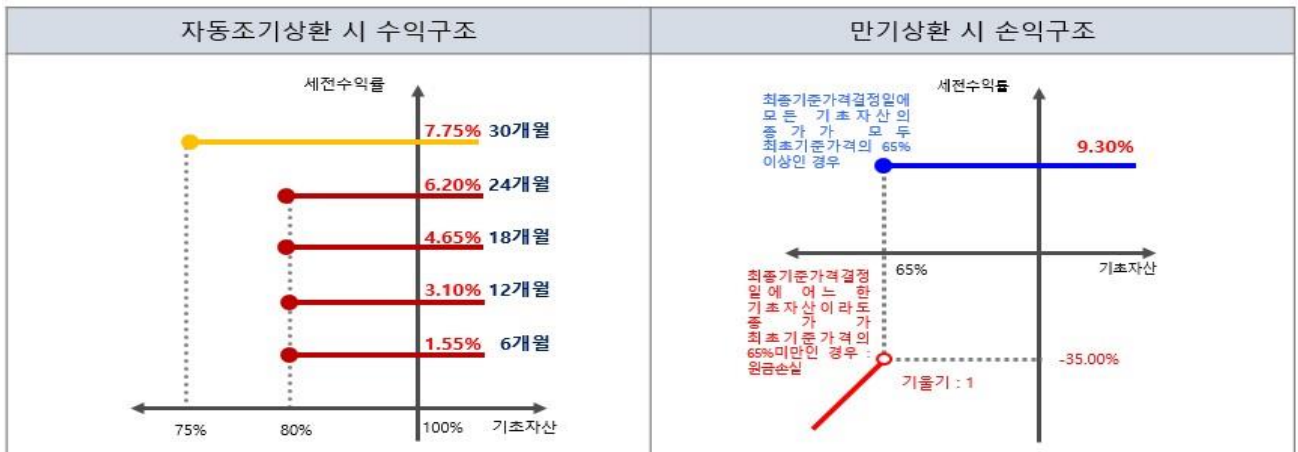 자동조기상환 시 수익구조
세전수익률
7.75% 30개월
6.20% 24개월
4.65% 18개월
3.10% 12개월
1.55% 6개월
75%
80%
100%
기초자산
만기상환 시 손익구조
세전수익률
최종기준가격결정일에
모든 기초자산의
종가가 모두
최초기준가격의 65%
이상인 경우
9.30%
65%
기초자산
최종기준가격결정
일에 어느 한
기초자산이라도
종가가
최초기준가격의
65%미만인 경우 :
원금손실
-35.00%
기울기 : 1